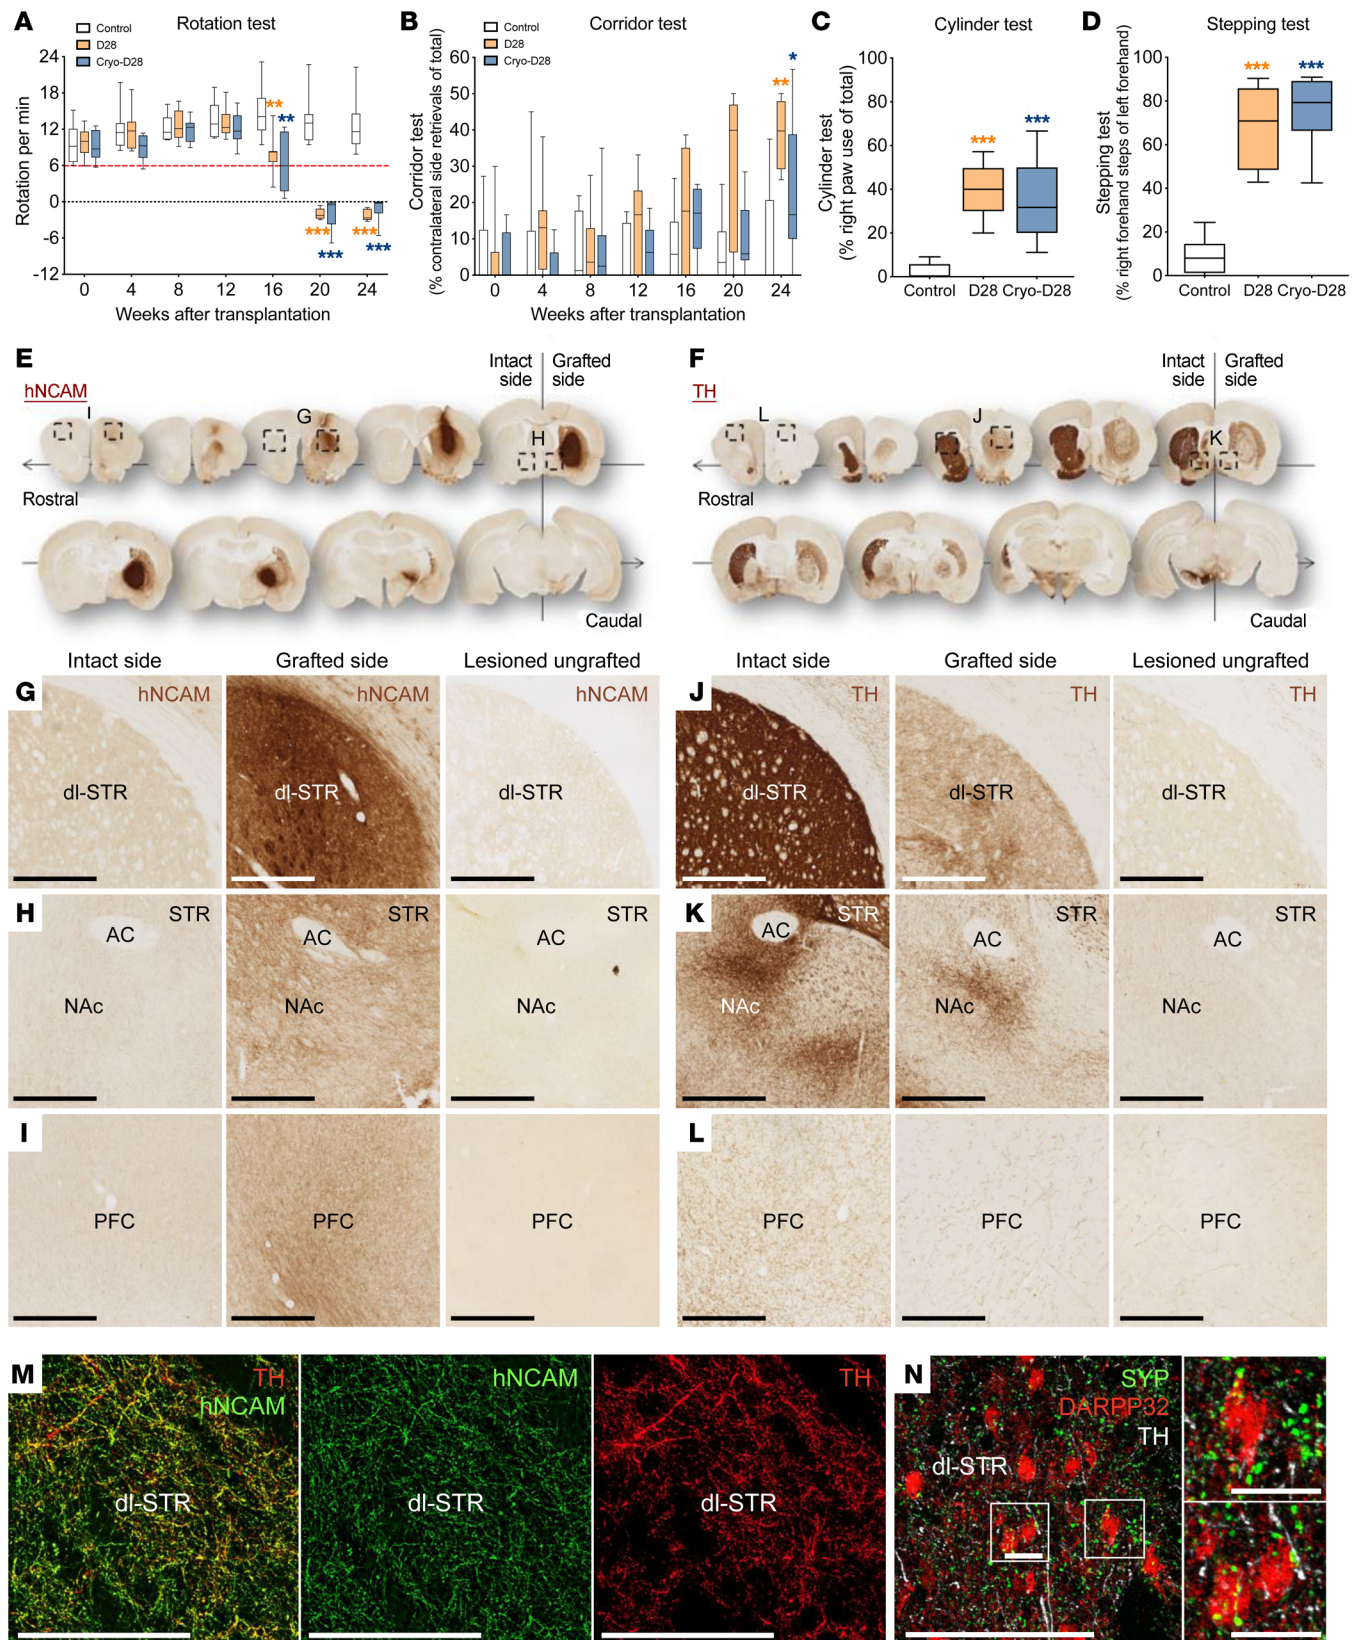 A
Rotation test
Control
D28
Cryo-D28
Rotation per min
24
18
12
6
0
-6
-12
**
**
***
***
***
***
0 4 8 12 16 20 24
Weeks after transplantation
B
Corridor test
Control
D28
Cryo-D28
Corridor test
(% contralateral side retrievals of total)
60
50
40
30
20
10
0
**
*
0 4 8 12 16 20 24
Weeks after transplantation
C
Cylinder test
Cylinder test
(% right paw use of total)
100
80
60
40
20
0
***
***
Control D28 Cryo-D28
D
Stepping test
Stepping test
(% right forehand steps of left forehand)
100
80
60
40
20
0
***
***
Control D28 Cryo-D28
E
hNCAM
Intact side
Grafted side
I
G
H
Rostral
Caudal
F
TH
Intact side
Grafted side
L
J
K
Rostral
Caudal
Intact side Grafted side Lesioned ungrafted
G
hNCAM hNCAM hNCAM
dl-STR dl-STR dl-STR
H
STR STR STR
AC AC AC
NAc NAc NAc
I
PFC PFC PFC
Intact side Grafted side Lesioned ungrafted
J
TH TH TH
dl-STR dl-STR dl-STR
K
STR STR STR
AC AC AC
NAc NAc NAc
L
PFC PFC PFC
M
TH
hNCAM
dl-STR
hNCAM
dl-STR
TH
dl-STR
N
SYP
DARPP32
TH
dl-STR